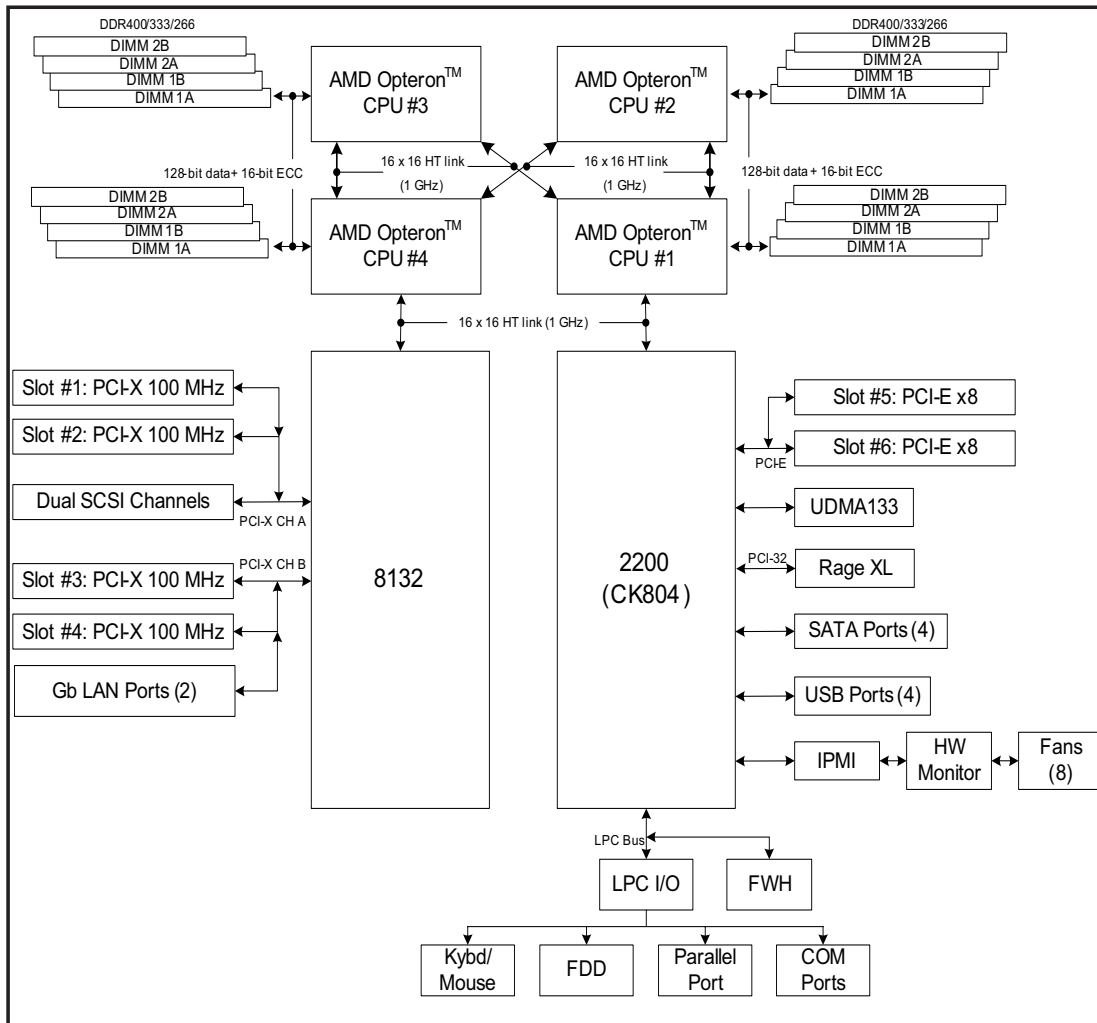 DDR400/333/266
DIMM 2B
DIMM 2A
DIMM 1B
DIMM 1A
AMD Opteron™
CPU #3
AMD Opteron™
CPU #2
DDR400/333/266
DIMM 2B
DIMM 2A
DIMM 1B
DIMM 1A
128-bit data+ 16-bit ECC
16 x 16 HT link
(1 GHz)
16 x 16 HT link
(1 GHz)
128-bit data+ 16-bit ECC
DIMM 2B
DIMM 2A
DIMM 1B
DIMM 1A
AMD Opteron™
CPU #4
AMD Opteron™
CPU #1
DIMM 2B
DIMM 2A
DIMM 1B
DIMM 1A
16 x 16 HT link (1 GHz)
Slot #1: PCI-X 100 MHz
Slot #2: PCI-X 100 MHz
Dual SCSI Channels
PCI-X CH A
PCI-X CH B
Slot #3: PCI-X 100 MHz
Slot #4: PCI-X 100 MHz
Gb LAN Ports (2)
8132
2200
(CK804)
Slot #5: PCI-E x8
Slot #6: PCI-E x8
PCI-E
UDMA133
PCI-32
Rage XL
SATA Ports (4)
USB Ports (4)
IPMI
HW
Monitor
Fans
(8)
LPC Bus
LPC I/O
FWH
Kybd/
Mouse
FDD
Parallel
Port
COM
Ports